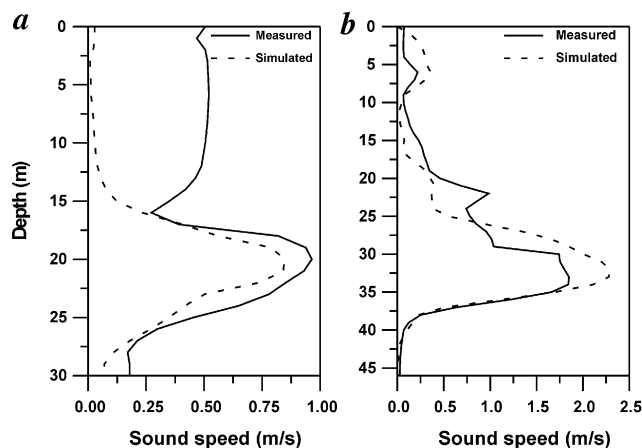 a
b
Measured
Simulated
Measured
Simulated
Depth (m)
0
5
10
15
20
25
30
0
5
10
15
20
25
30
35
40
45
0.00 0.25 0.50 0.75 1.00
0.0 0.5 1.0 1.5 2.0 2.5
Sound speed (m/s)
Sound speed (m/s)